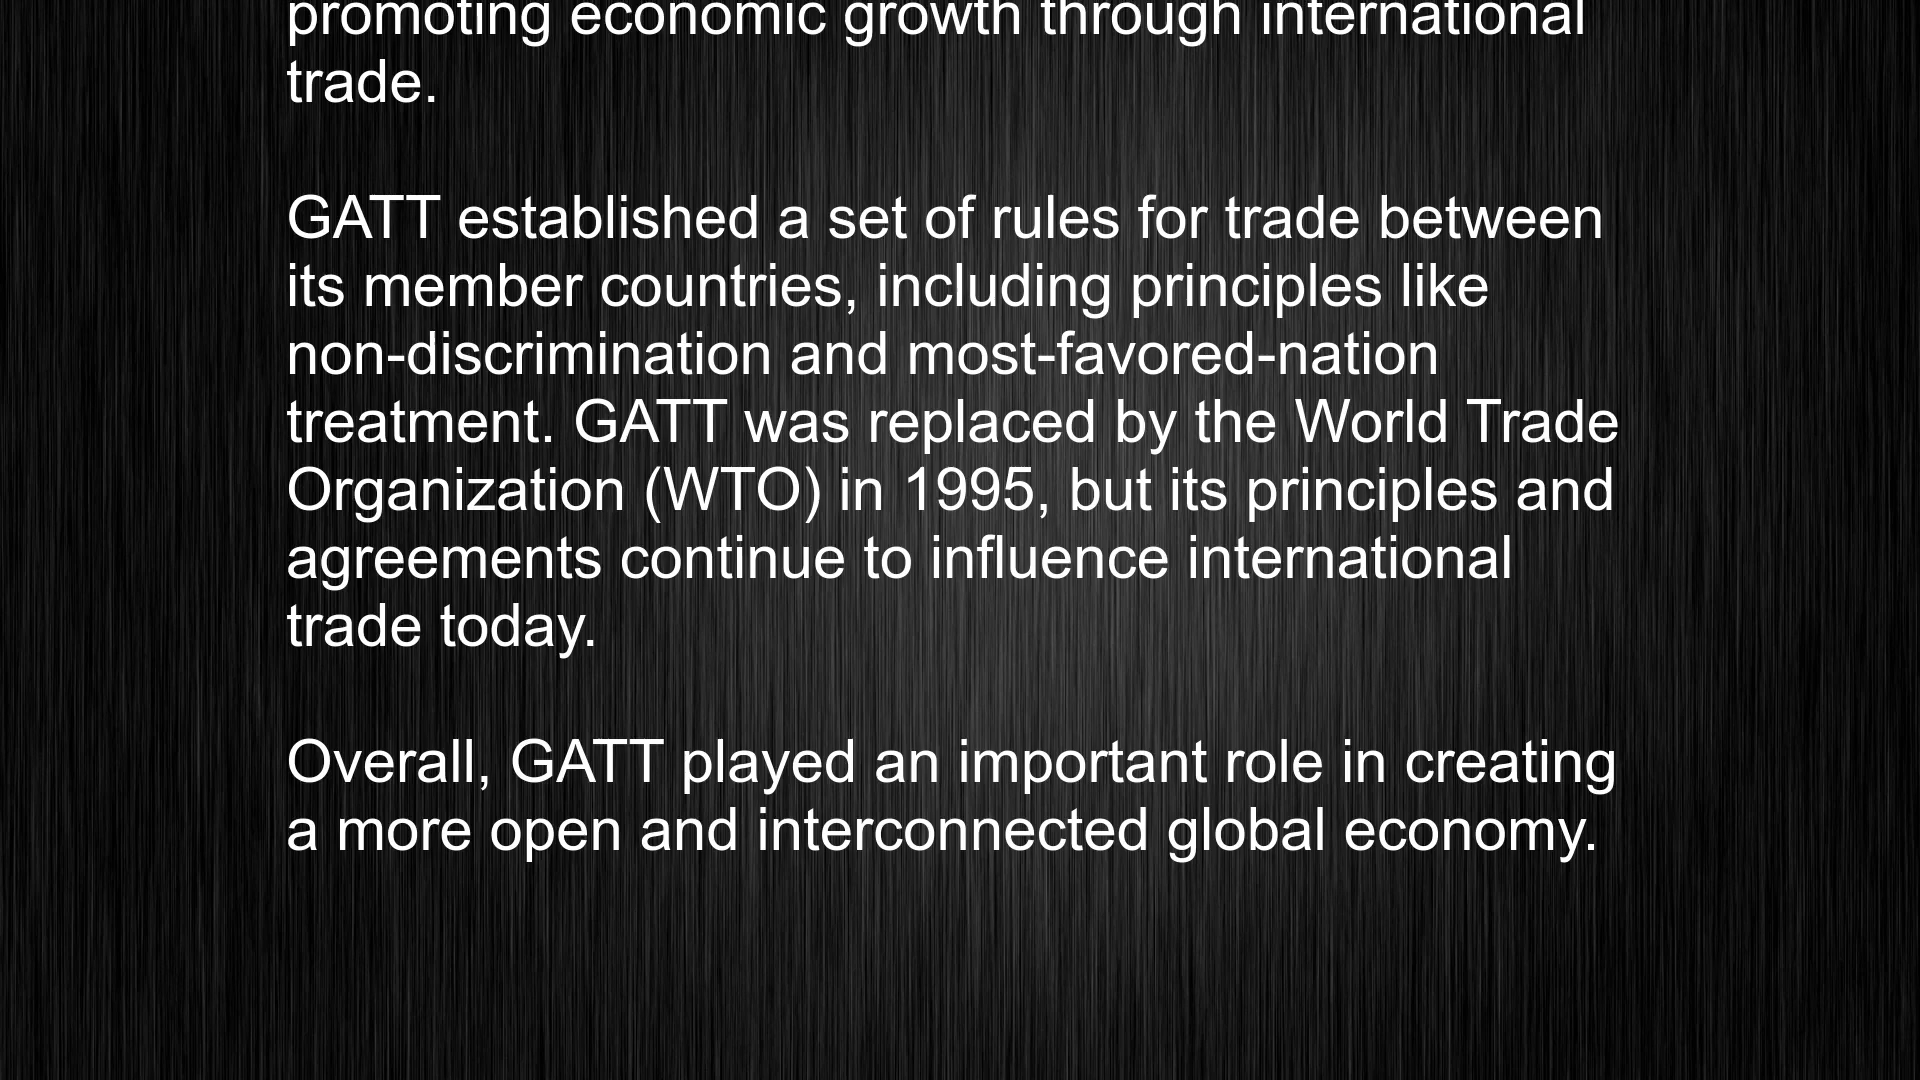 promoting economic growth through international
trade.
GATT established a set of rules for trade between
its member countries, including principles like
non-discrimination and most-favored-nation
treatment. GATT was replaced by the World Trade
Organization (WTO) in 1995, but its principles and
agreements continue to influence international
trade today.
Overall, GATT played an important role in creating
a more open and interconnected global economy.